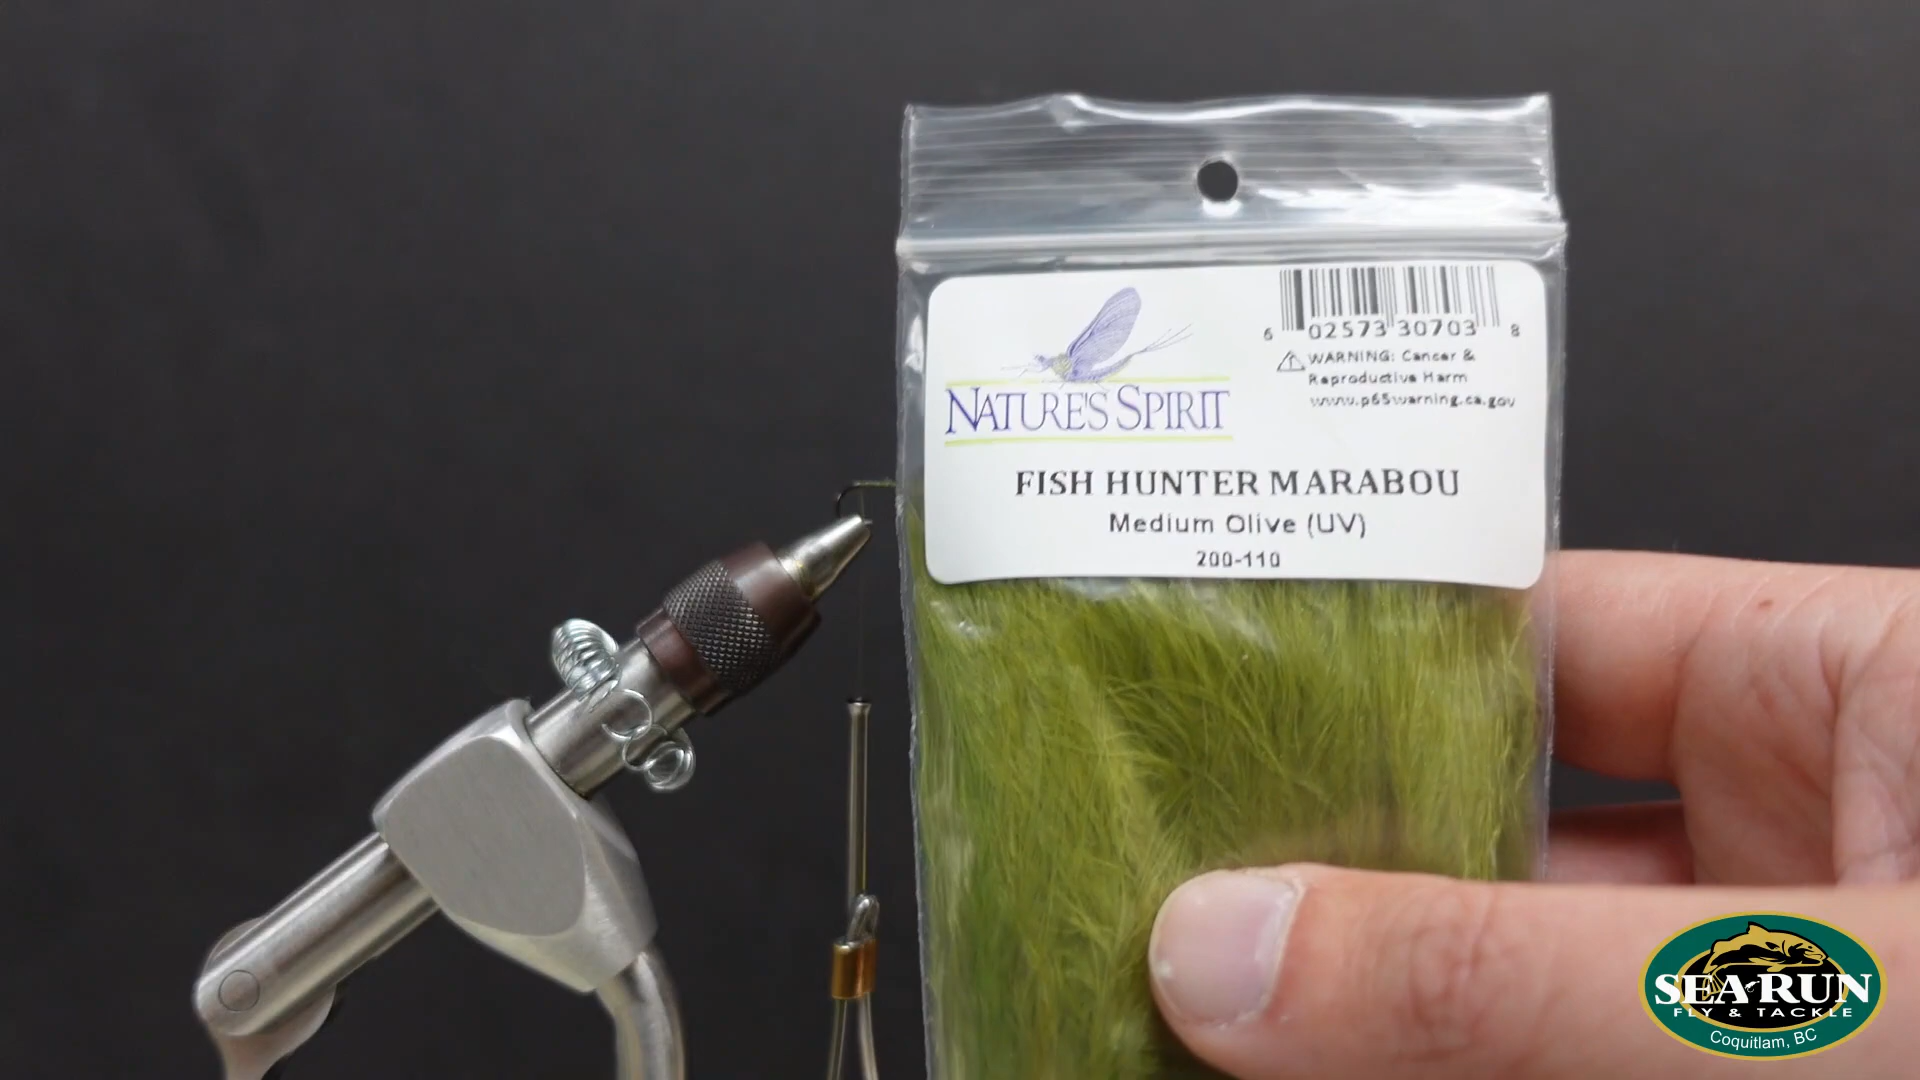 6 02573 30703 8
WARNING: Cancer &
Reproductive Harm
www.p65warning.ca.gov
NATURE'S SPIRIT
FISH HUNTER MARABOU
Medium Olive (UV)
200-110
SEA-RUN
FLY & TACKLE
Coquitlam, BC